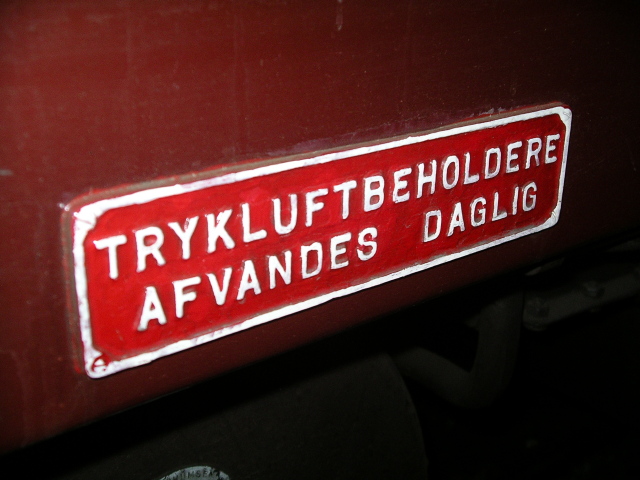 TRYKLUFTBEHOLDERE
AFVANDES DAGLIG